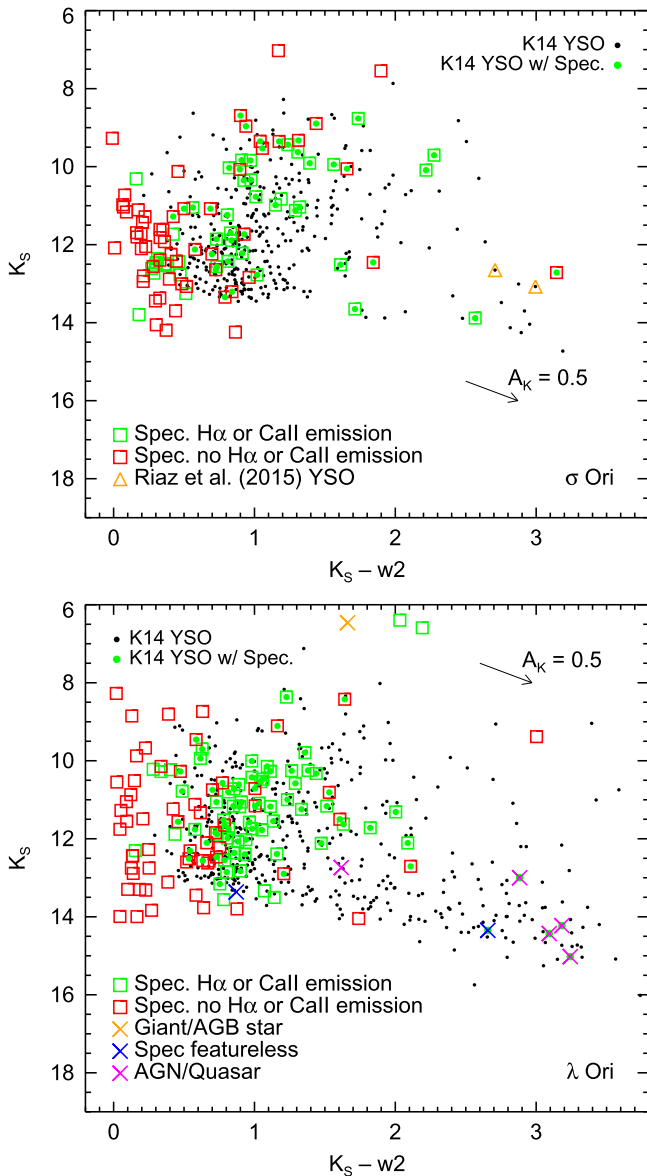 6
8
10
12
14
16
18
K_S
K14 YSO
K14 YSO w/ Spec.
A_K = 0.5
Spec. Hα or CaII emission
Spec. no Hα or CaII emission
Riaz et al. (2015) YSO
σ Ori
0 1 2 3
K_S – w2
6
8
10
12
14
16
18
K_S
K14 YSO
K14 YSO w/ Spec.
A_K = 0.5
Spec. Hα or CaII emission
Spec. no Hα or CaII emission
Giant/AGB star
Spec featureless
AGN/Quasar
λ Ori
0 1 2 3
K_S – w2